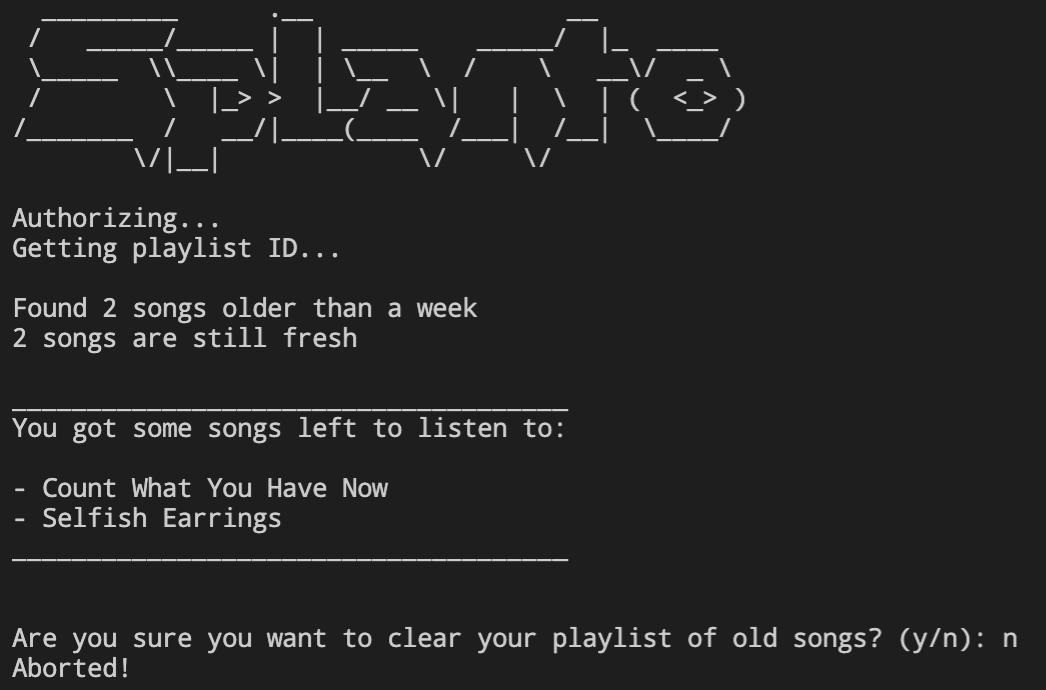 Splanto
Authorizing...
Getting playlist ID...
Found 2 songs older than a week
2 songs are still fresh
You got some songs left to listen to:
- Count What You Have Now
- Selfish Earrings
Are you sure you want to clear your playlist of old songs? (y/n): n
Aborted!